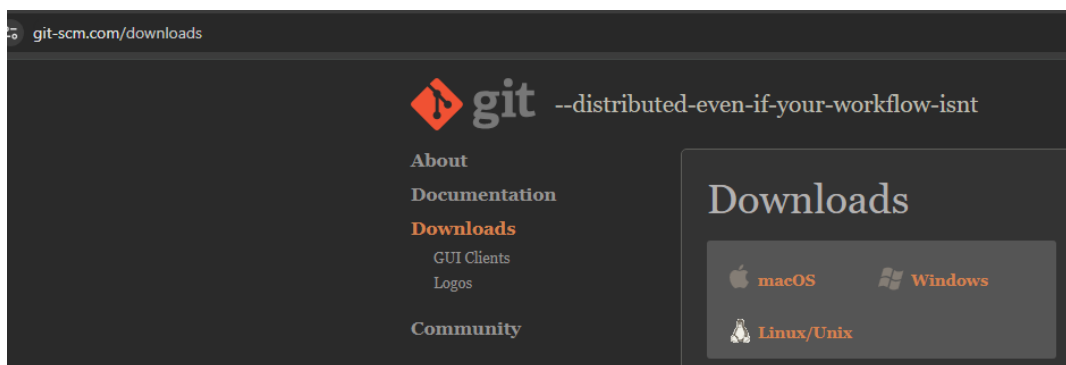 git-scm.com/downloads
git --distributed-even-if-your-workflow-isnt
About
Documentation
Downloads
GUI Clients
Logos
Community
Downloads
macOS
Windows
Linux/Unix